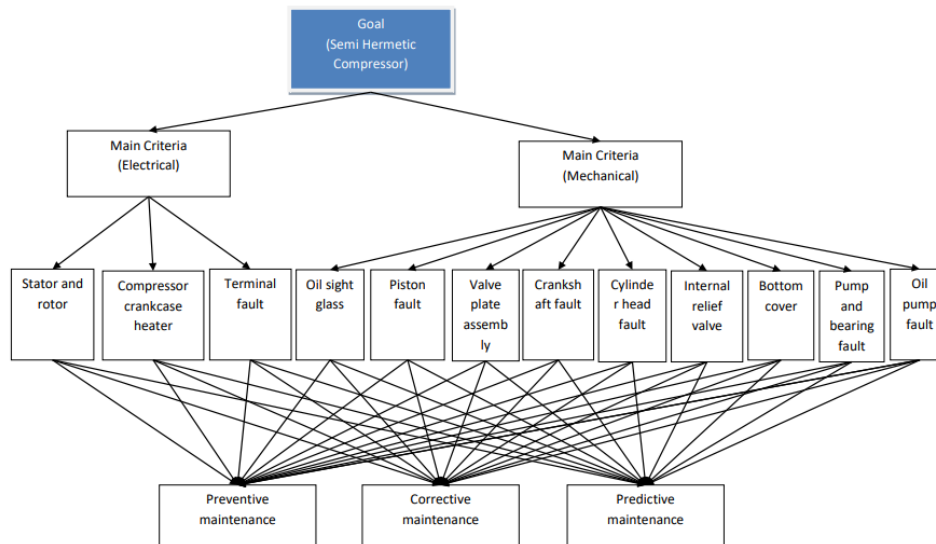 Goal
(Semi Hermetic
Compressor)
Main Criteria
(Electrical)
Main Criteria
(Mechanical)
Stator and
rotor
Compressor
crankcase
heater
Terminal
fault
Oil sight
glass
Piston
fault
Valve
plate
assemb
ly
Cranksh
aft fault
Cylinde
r head
fault
Internal
relief
valve
Bottom
cover
Pump
and
bearing
fault
Oil
pump
fault
Preventive
maintenance
Corrective
maintenance
Predictive
maintenance